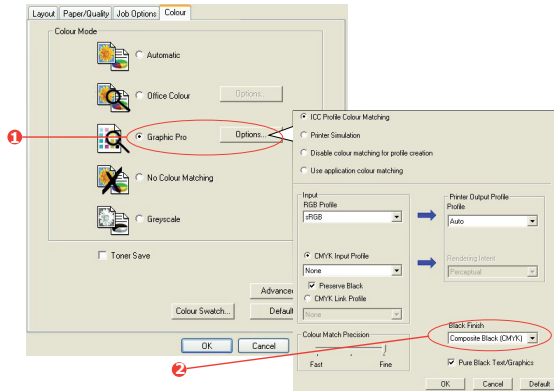 Layout Paper/Quality Job Options Colour
Colour Mode
Automatic
Office Colour
Options...
1
Graphic Pro
Options...
No Colour Matching
Greyscale
Toner Save
Advanced
Colour Swatch...
Default
OK
Cancel
ICC Profile Colour Matching
Printer Simulation
Disable colour matching for profile creation
Use application colour matching
Input
RGB Profile
sRGB
CMYK Input Profile
None
Preserve Black
CMYK Link Profile
None
Printer Output Profile
Profile
Auto
Rendering Intent
Perceptual
Colour Match Precision
Fast
Fine
2
Black Finish
Composite Black (CMYK)
Pure Black Text/Graphics
OK
Cancel
Default